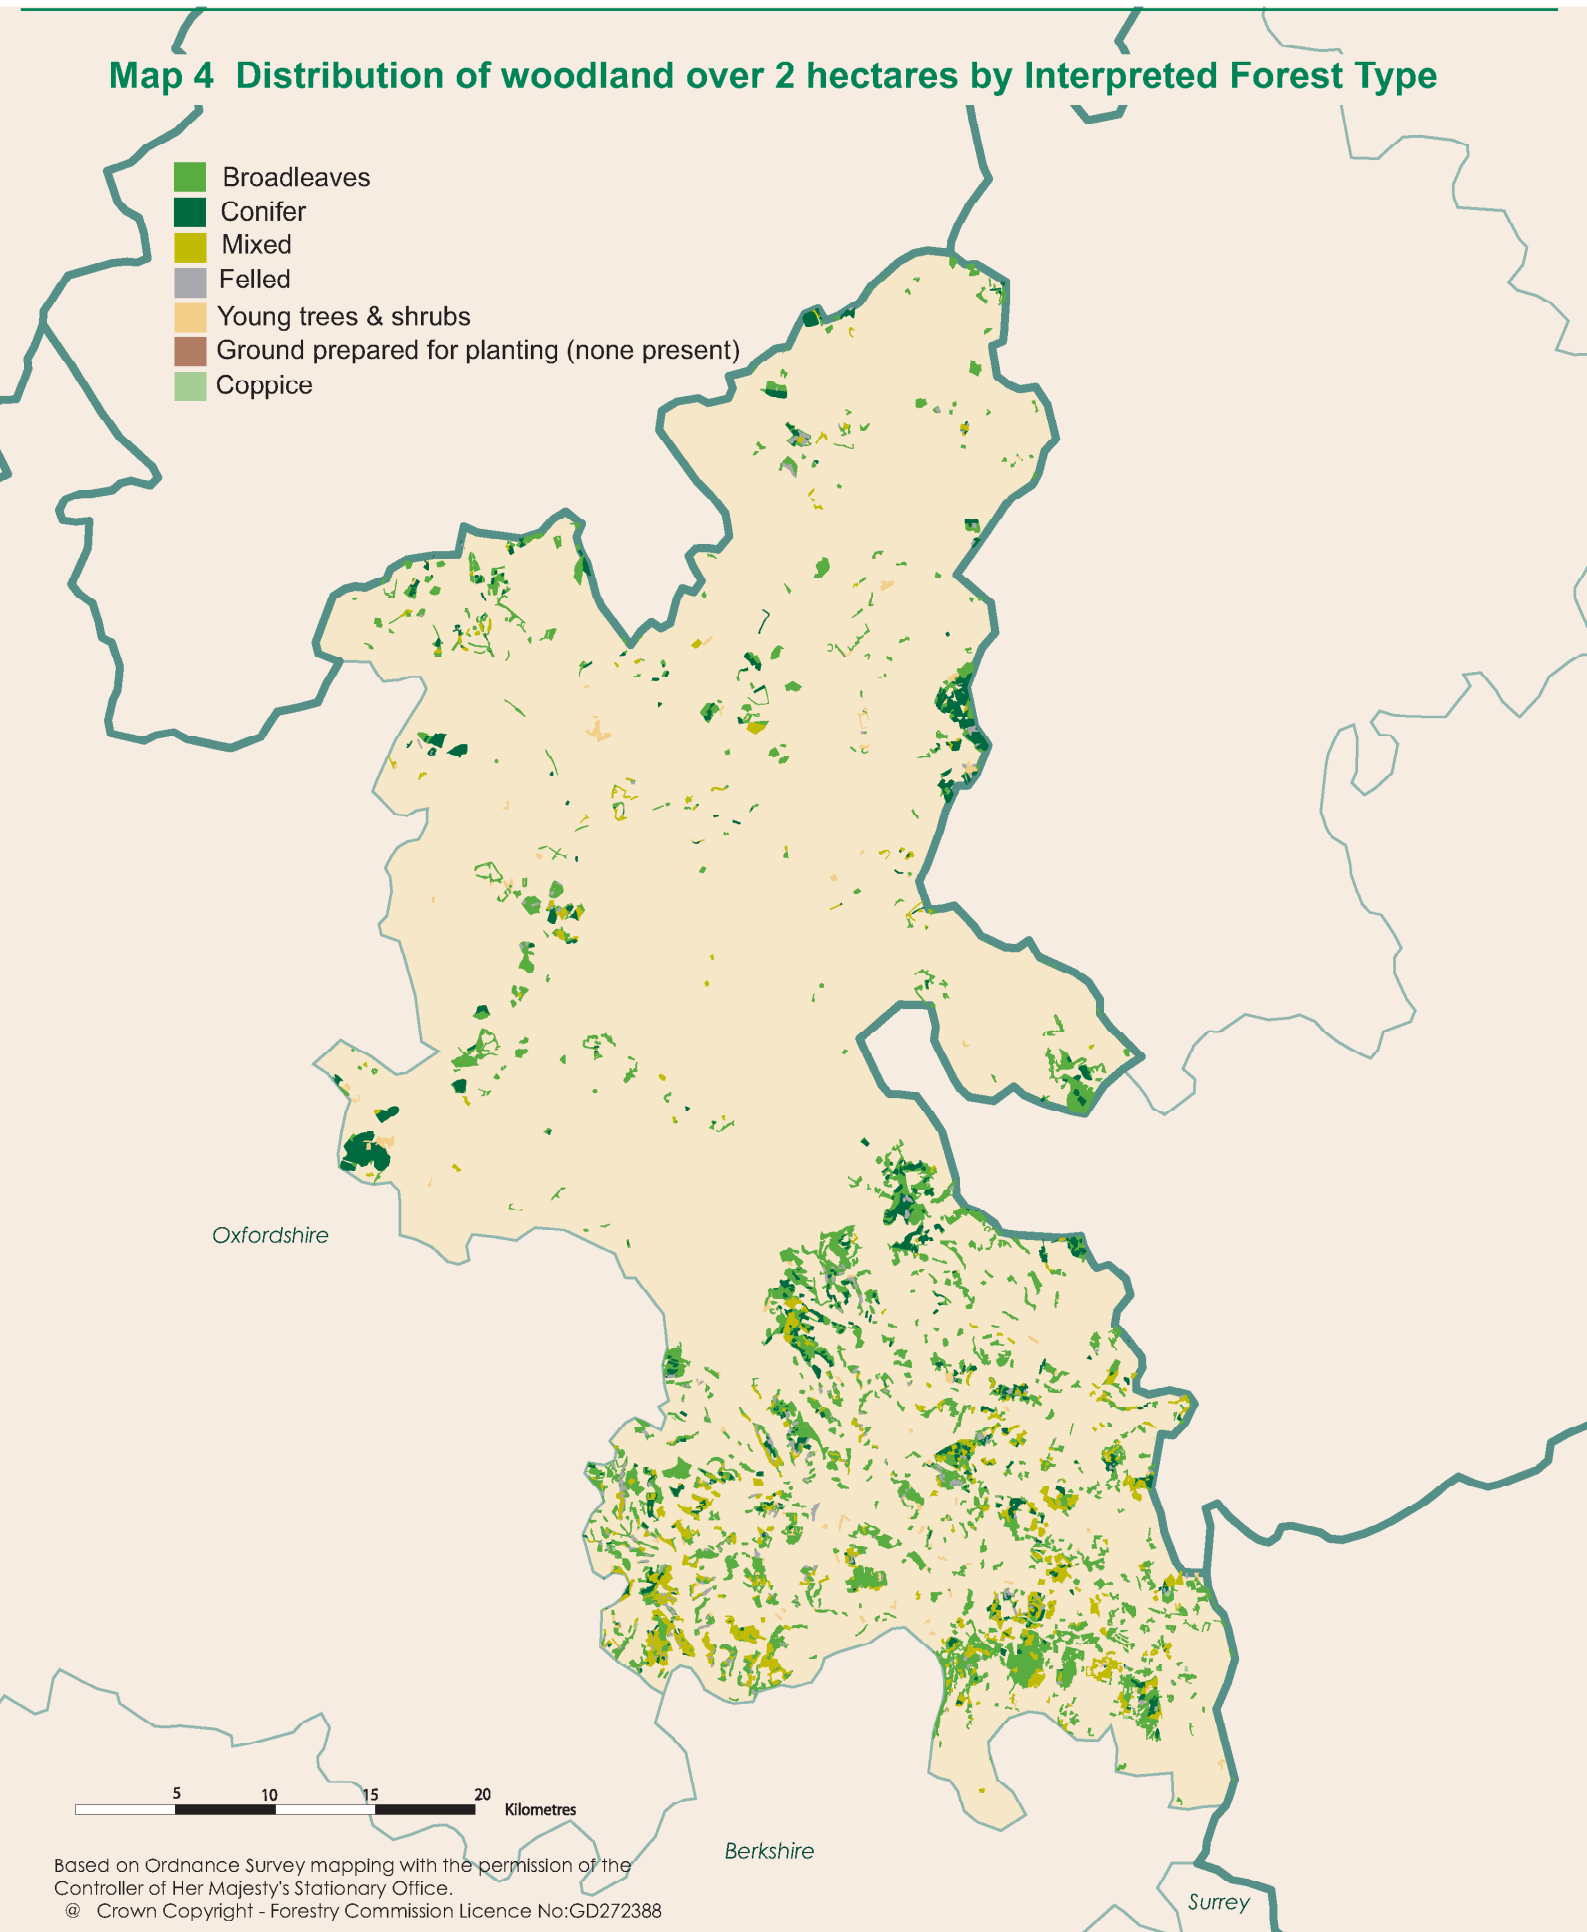 Map 4 Distribution of woodland over 2 hectares by Interpreted Forest Type
Broadleaves
Conifer
Mixed
Felled
Young trees & shrubs
Ground prepared for planting (none present)
Coppice
Oxfordshire
5 10 15 20
Kilometres
Berkshire
Based on Ordnance Survey mapping with the permission of the
Controller of Her Majesty's Stationary Office.
@ Crown Copyright - Forestry Commission Licence No:GD272388
Surrey